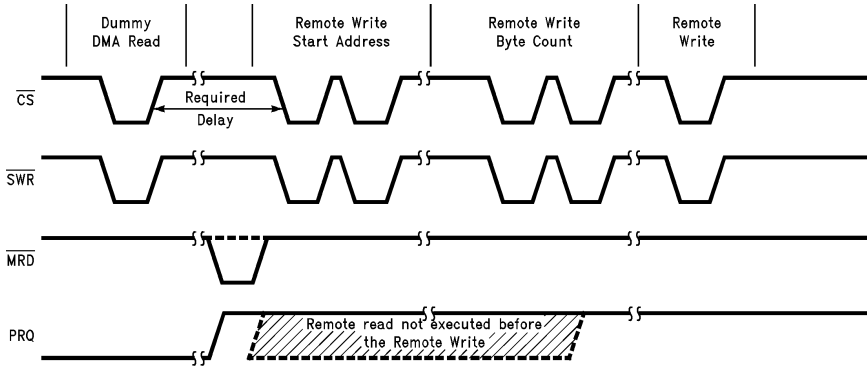 Dummy
DMA Read
Remote Write
Start Address
Remote Write
Byte Count
Remote
Write
CS
Required
Delay
SWR
MRD
PRQ
Remote read not executed before
the Remote Write